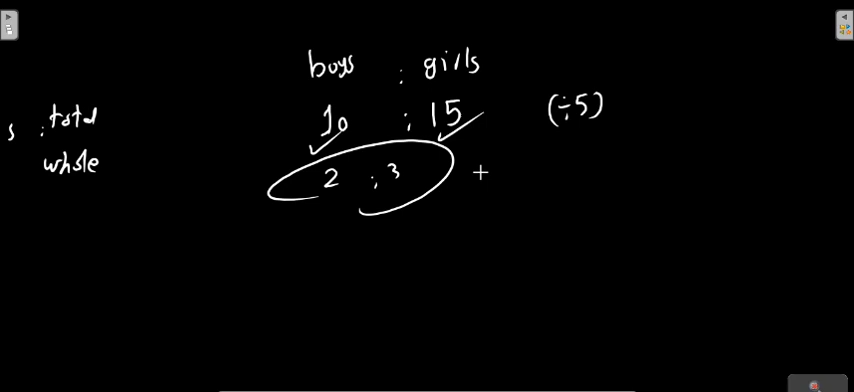 boys : girls
s : total
10 : 15 (÷5)
whole
2 : 3